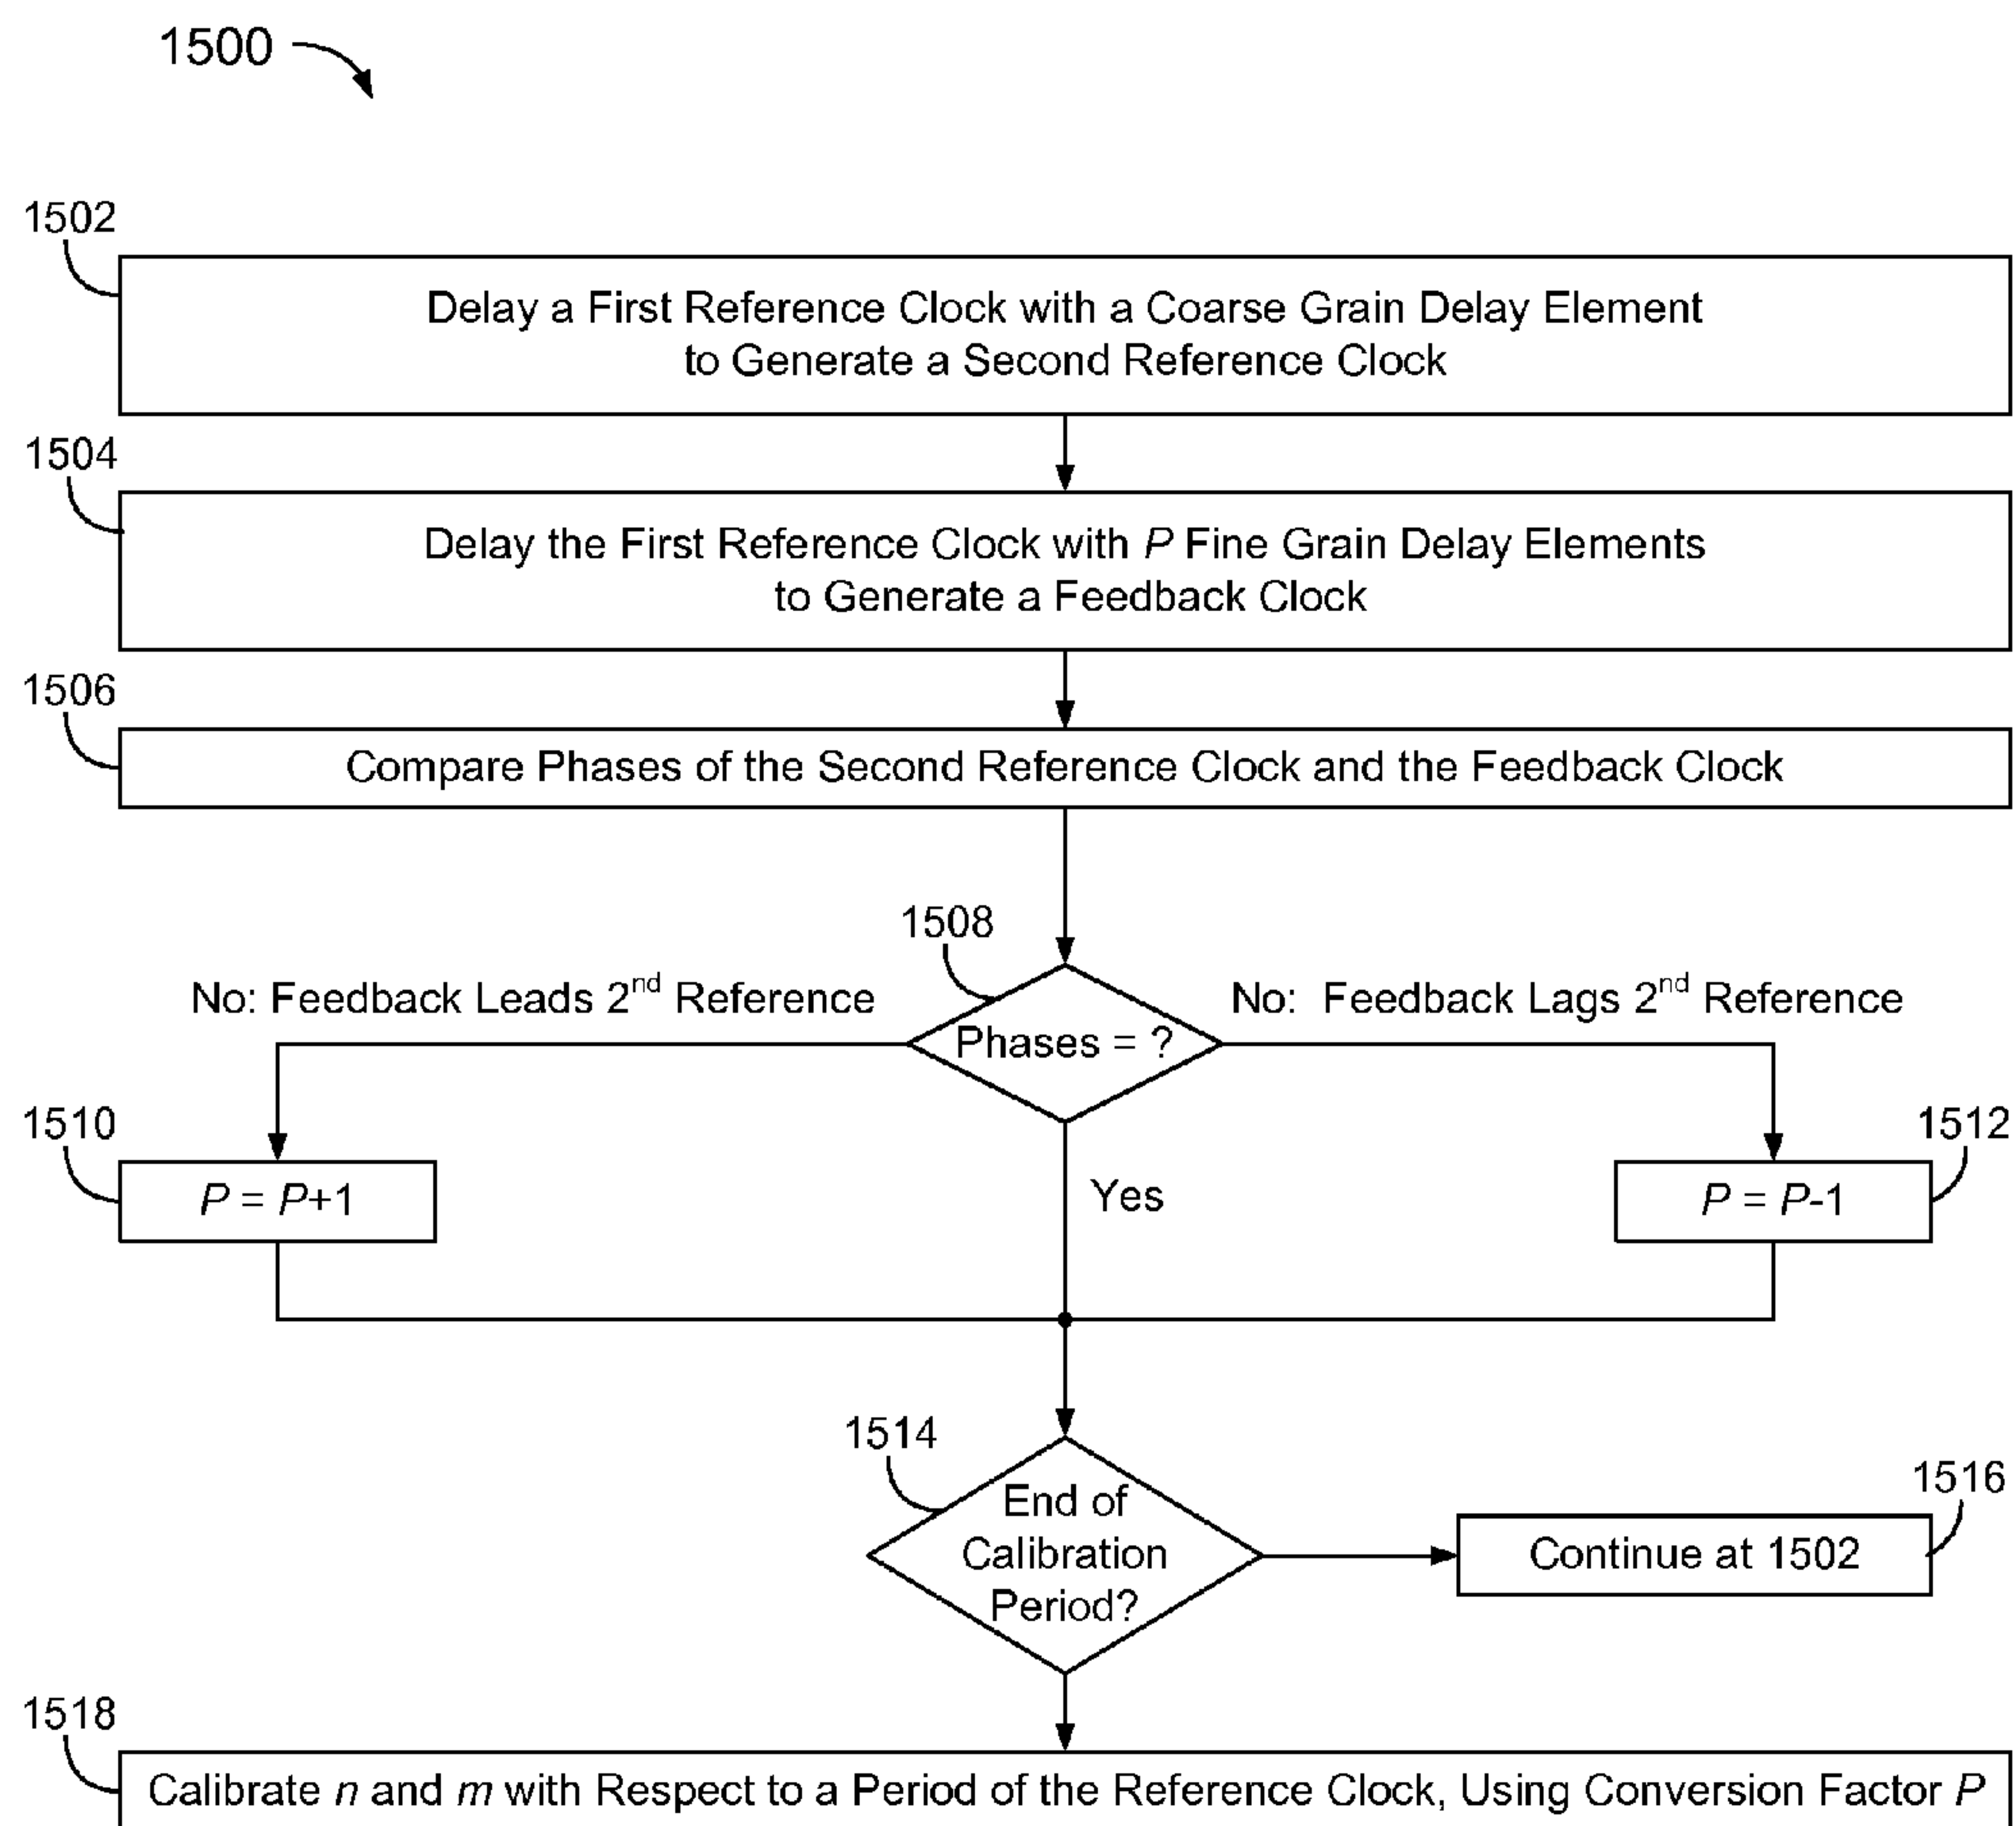 1500
1502
Delay a First Reference Clock with a Coarse Grain Delay Element
to Generate a Second Reference Clock
1504
Delay the First Reference Clock with P Fine Grain Delay Elements
to Generate a Feedback Clock
1506
Compare Phases of the Second Reference Clock and the Feedback Clock
1508
No: Feedback Leads 2nd Reference
No: Feedback Lags 2nd Reference
Phases = ?
1510
P = P+1
Yes
1512
P = P-1
1514
End of
Calibration
Period?
1516
Continue at 1502
1518
Calibrate n and m with Respect to a Period of the Reference Clock, Using Conversion Factor P